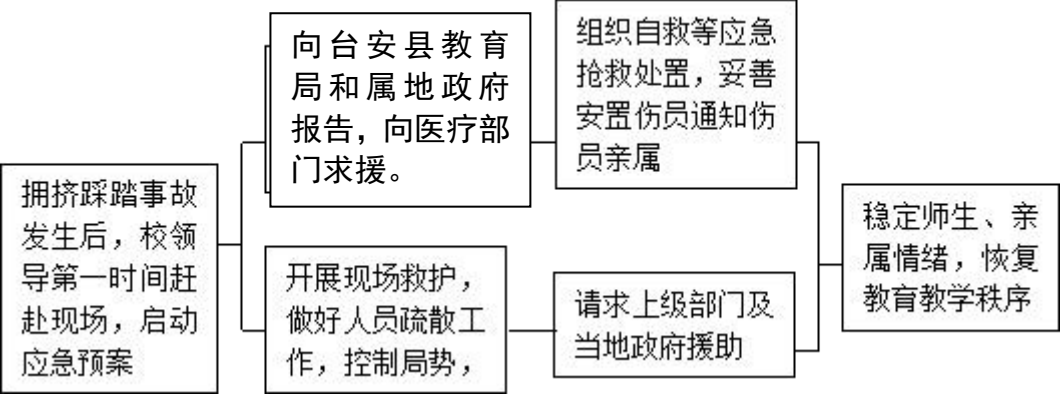 拥挤踩踏事故
发生后，校领
导第一时间赶
赴现场，启动
应急预案
向台安县教育
局和属地政府
报告，向医疗部
门求援。
组织自救等应急
抢救处置，妥善
安置伤员通知伤
员亲属
开展现场救护，
做好人员疏散工
作，控制局势，
请求上级部门及
当地政府援助
稳定师生、亲
属情绪，恢复
教育教学秩序